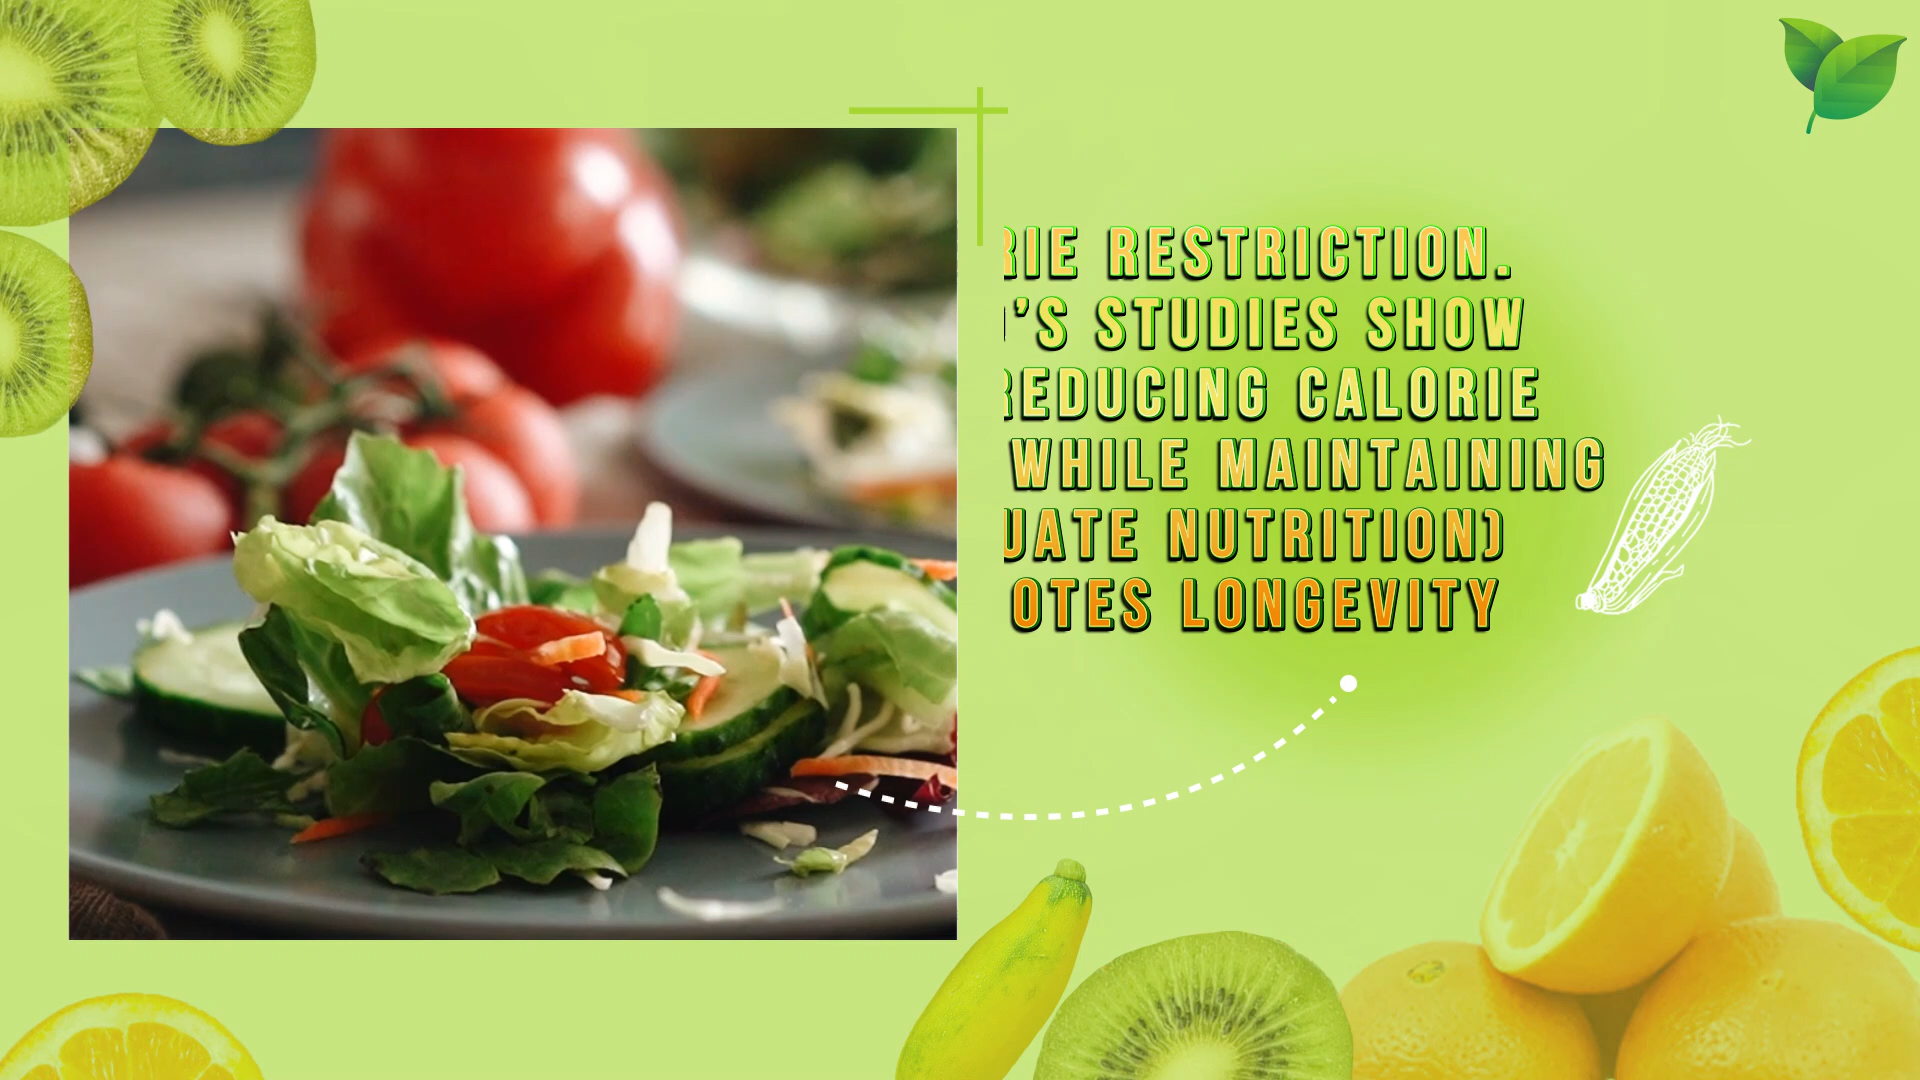 RIE RESTRICTION.
’S STUDIES SHOW
REDUCING CALORIE
WHILE MAINTAINING
UATE NUTRITION)
OTES LONGEVITY